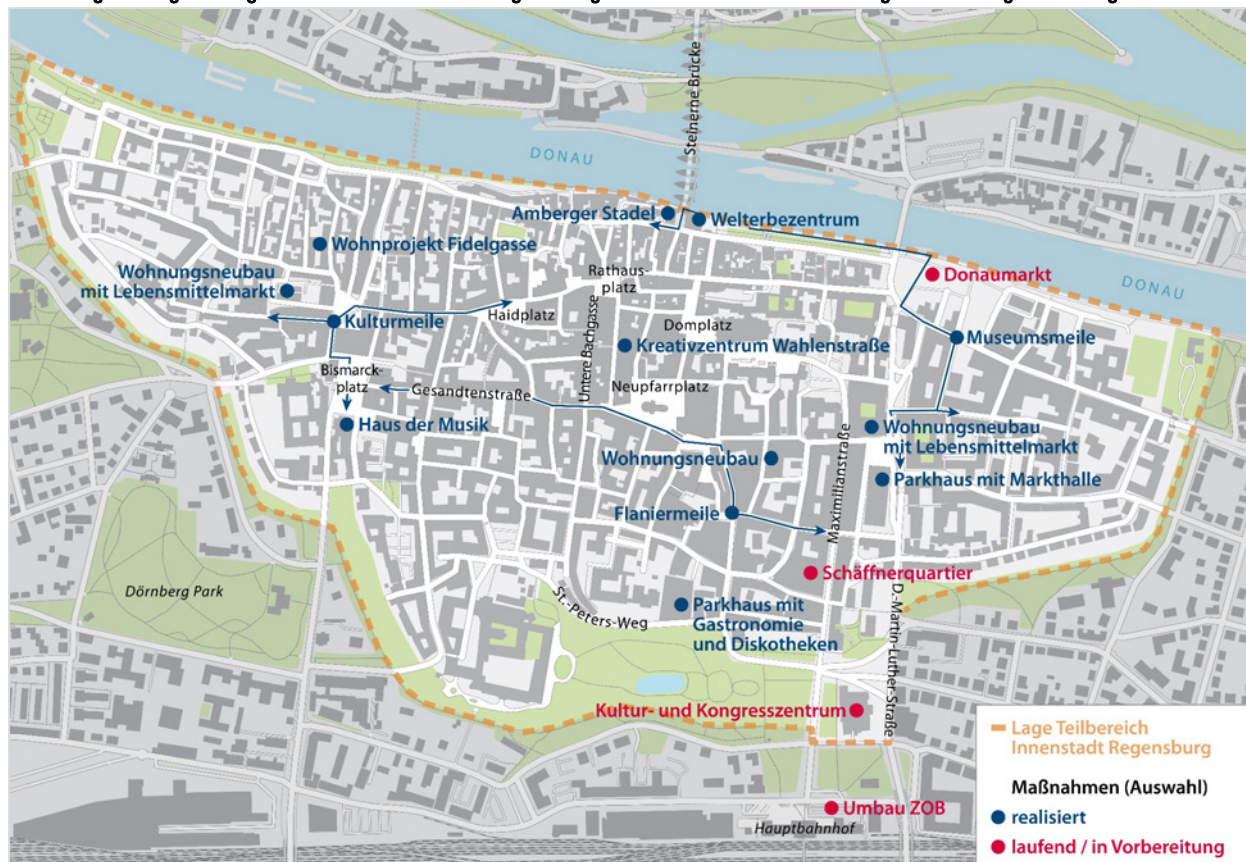 Steinerne Brücke
DONAU
DONAU
Amberger Stadel
Welterbezentrum
Wohnprojekt Fidelgasse
Rathaus-
platz
Donaumarkt
Wohnungsneubau
mit Lebensmittelmarkt
Haidplatz
Kulturmeile
Untere Bachgasse
Domplatz
Kreativzentrum Wahlenstraße
Museumsmeile
Bismarck-
platz
Gesandtenstraße
Neupfarrplatz
Haus der Musik
Maximilianstraße
Wohnungsneubau
mit Lebensmittelmarkt
Wohnungsneubau
Parkhaus mit Markthalle
Flaniermeile
Schäffnerquartier
Dörnberg Park
St.-Peters-Weg
Parkhaus mit
Gastronomie
und Diskotheken
D.-Martin-Luther-Straße
Kultur- und Kongresszentrum
Umbau ZOB
Hauptbahnhof
Lage Teilbereich
Innenstadt Regensburg
Maßnahmen (Auswahl)
realisiert
laufend / in Vorbereitung